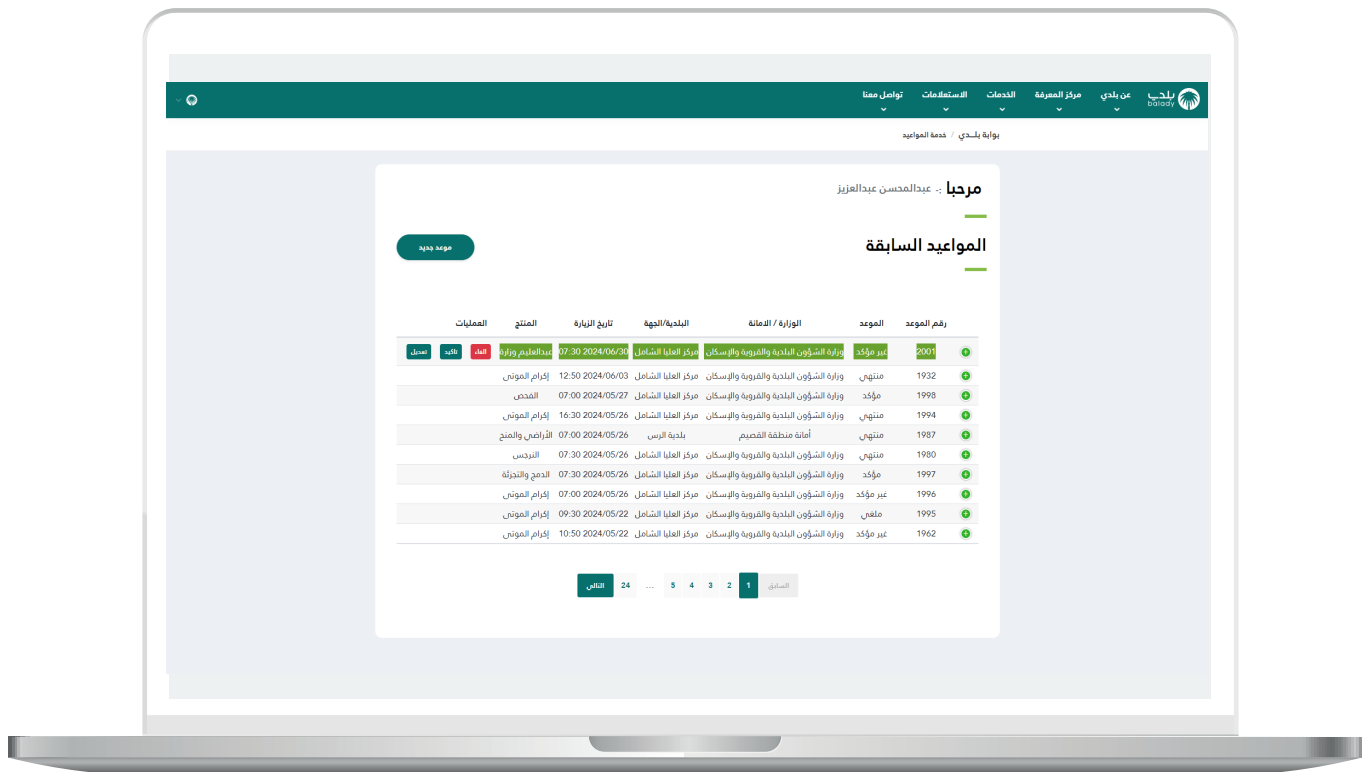 بلدي balady عن بلدي مركز المعرفة الخدمات الاستعلامات تواصل معنا
بوابة بلــدي / خدمة المواعيد
مرحبا :. عبدالمحسن عبدالعزيز
المواعيد السابقة
موعد جديد
رقم الموعد الموعد الوزارة / الامانة البلدية/الجهة تاريخ الزيارة المنتج العمليات
2001 غير مؤكد وزارة الشؤون البلدية والقروية والإسكان مركز العليا الشامل 2024/06/30 07:30 عبدالعليم وزارة الغاء تاكيد تعديل
1932 منتهي وزارة الشؤون البلدية والقروية والإسكان مركز العليا الشامل 2024/06/03 12:50 إكرام الموتى
1998 مؤكد وزارة الشؤون البلدية والقروية والإسكان مركز العليا الشامل 2024/05/27 07:00 الفحص
1994 منتهي وزارة الشؤون البلدية والقروية والإسكان مركز العليا الشامل 2024/05/26 16:30 إكرام الموتى
1987 منتهي أمانة منطقة القصيم بلدية الرس 2024/05/26 07:00 الأراضي والمنح
1980 منتهي وزارة الشؤون البلدية والقروية والإسكان مركز العليا الشامل 2024/05/26 07:30 النرجس
1997 مؤكد وزارة الشؤون البلدية والقروية والإسكان مركز العليا الشامل 2024/05/26 07:30 الدمج والتجزئة
1996 غير مؤكد وزارة الشؤون البلدية والقروية والإسكان مركز العليا الشامل 2024/05/26 07:00 إكرام الموتى
1995 ملغي وزارة الشؤون البلدية والقروية والإسكان مركز العليا الشامل 2024/05/22 09:30 إكرام الموتى
1962 غير مؤكد وزارة الشؤون البلدية والقروية والإسكان مركز العليا الشامل 2024/05/22 10:50 إكرام الموتى
السابق 1 2 3 4 5 ... 24 التالي